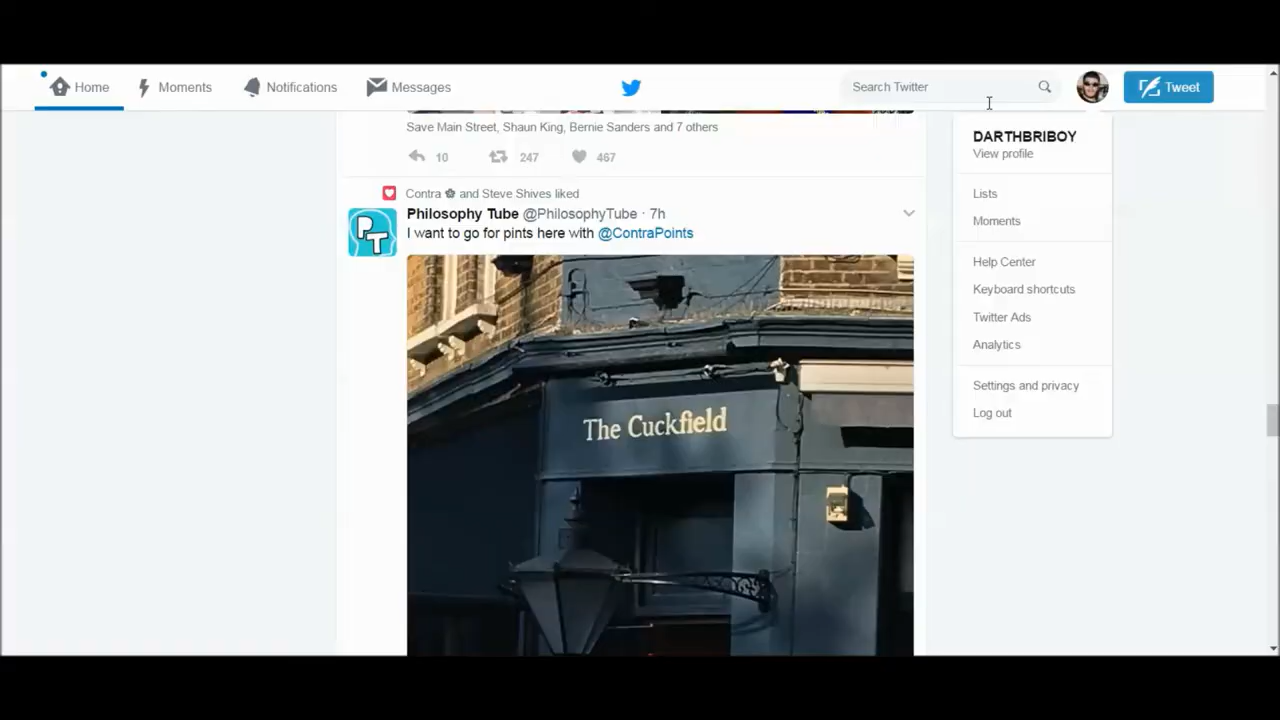 Home
Moments
Notifications
Messages
Search Twitter
Tweet
Save Main Street, Shaun King, Bernie Sanders and 7 others
10
247
467
Contra and Steve Shives liked
Philosophy Tube @PhilosophyTube · 7h
I want to go for pints here with @ContraPoints
PT
The Cuckfield
DARTHBRIBOY
View profile
Lists
Moments
Help Center
Keyboard shortcuts
Twitter Ads
Analytics
Settings and privacy
Log out